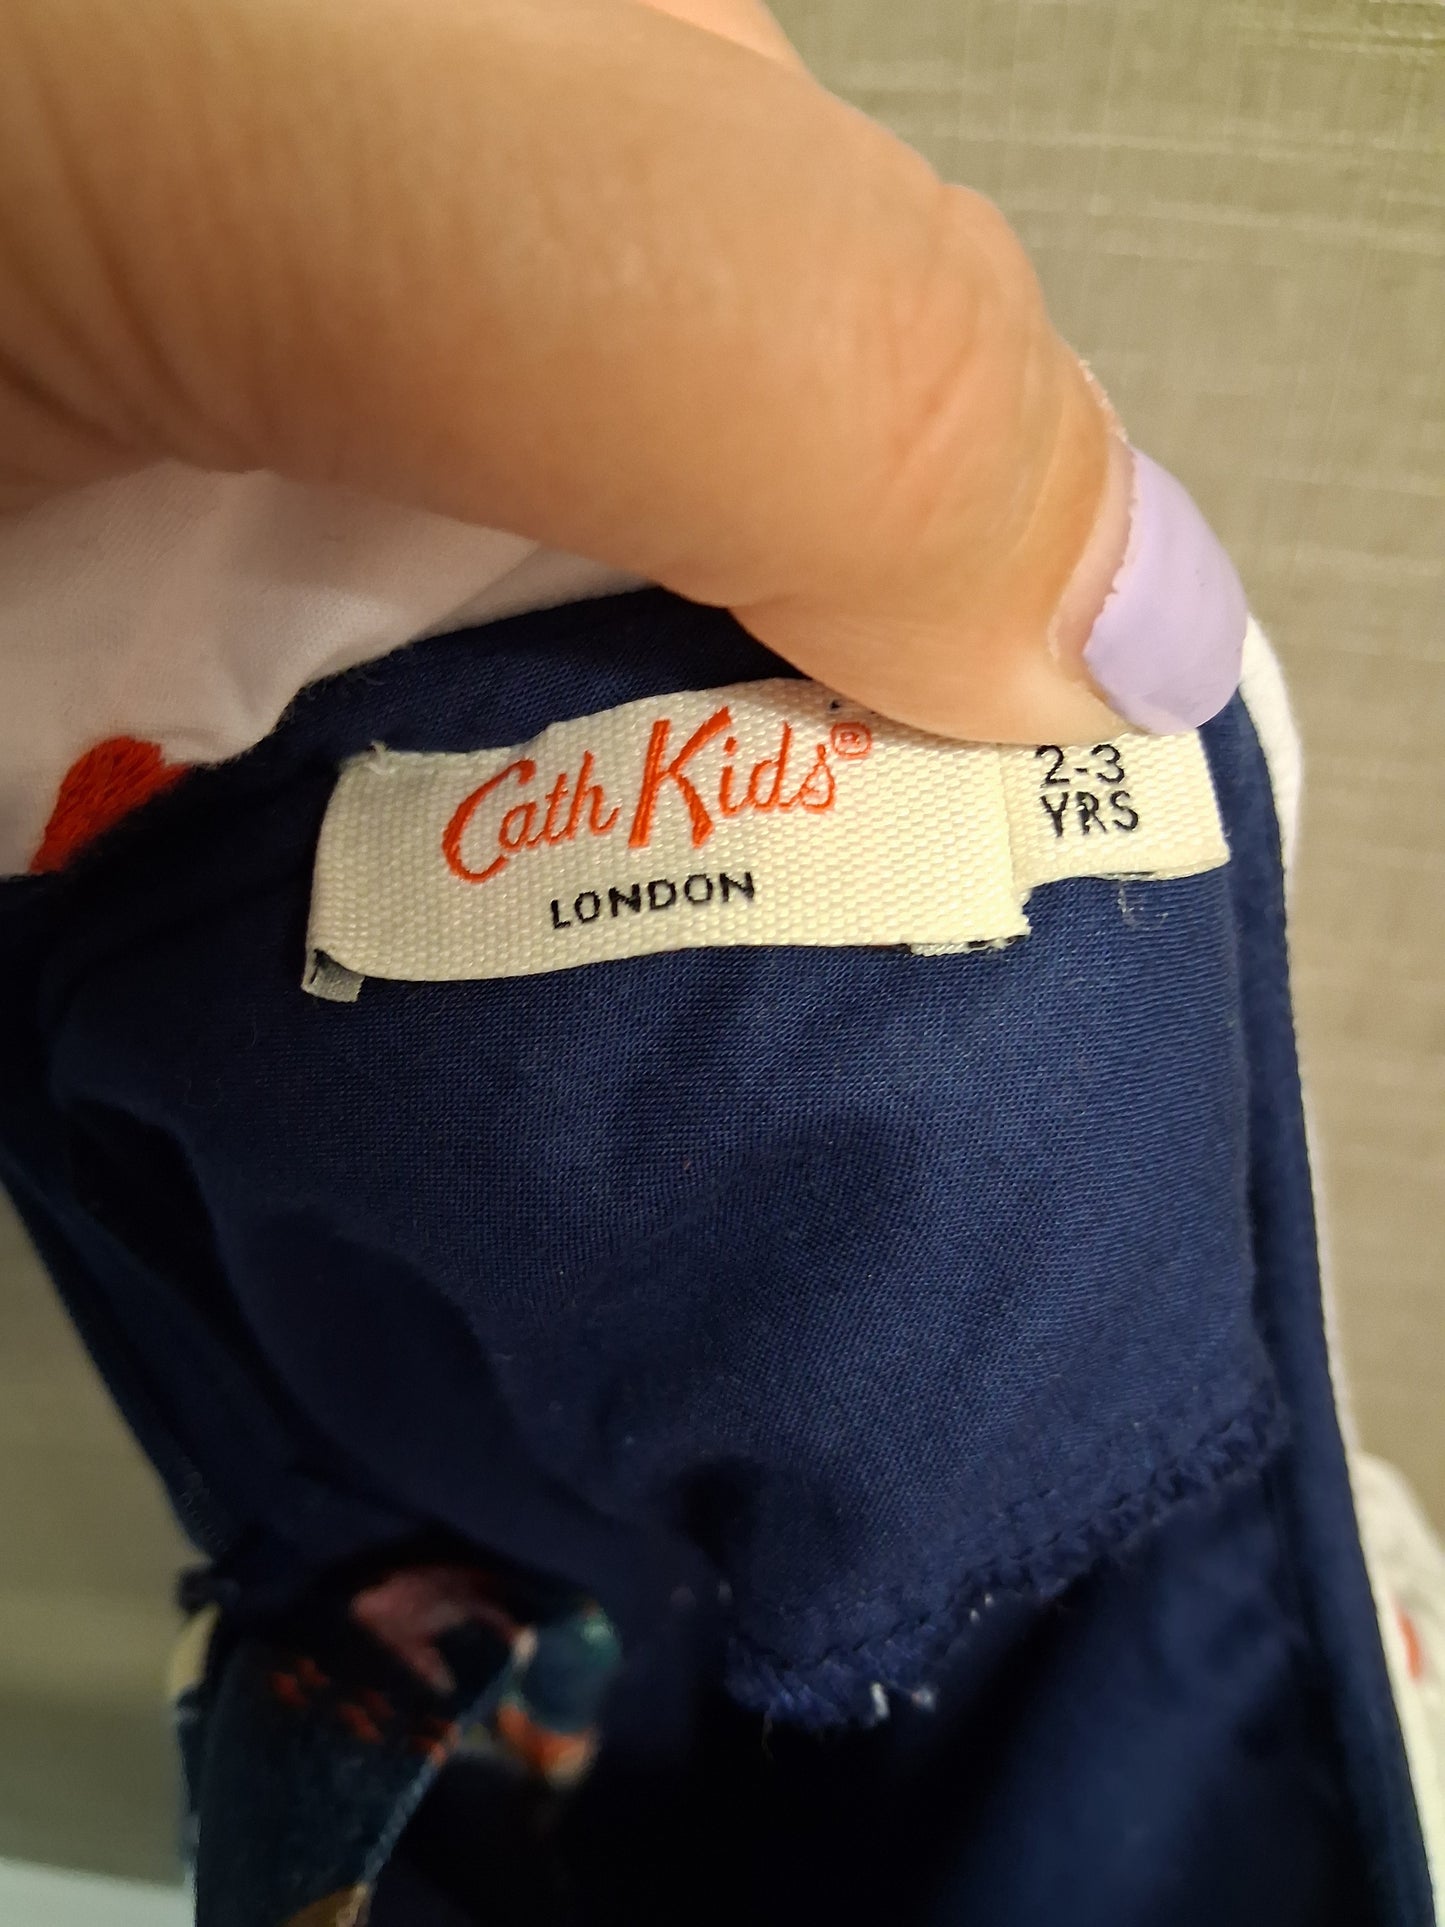 Cath Kids®
LONDON
2-3
YRS